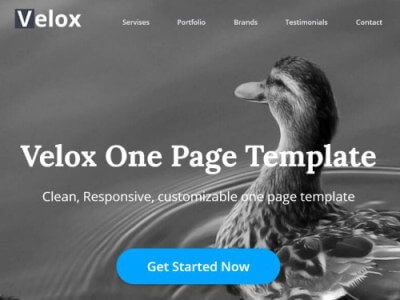 Velox
Servises Portfolio Brands Testimonials Contact
Velox One Page Template
Clean, Responsive, customizable one page template
Get Started Now